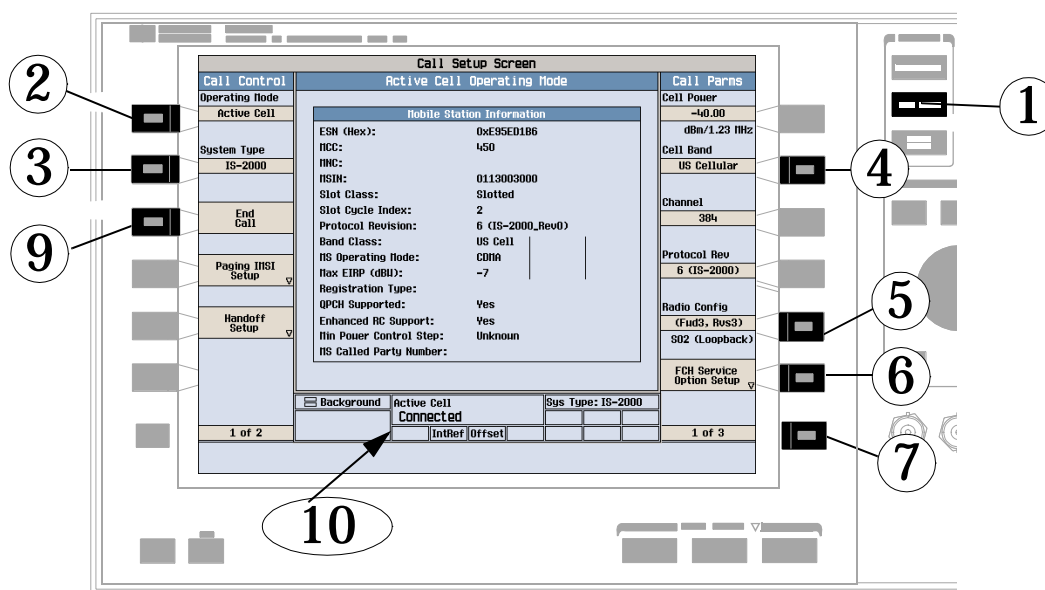 Call Setup Screen
Call Control
Active Cell Operating Mode
Call Parms
Operating Mode
Active Cell
System Type
IS-2000
End
Call
Paging IMSI
Setup
Handoff
Setup
1 of 2
Mobile Station Information
ESN (Hex): 0xE95ED1B6
MCC: 450
MNC:
MSIN: 0113003000
Slot Class: Slotted
Slot Cycle Index: 2
Protocol Revision: 6 (IS-2000_Rev0)
Band Class: US Cell
MS Operating Mode: CDMA
Max EIRP (dBW): -7
Registration Type:
QPCH Supported: Yes
Enhanced RC Support: Yes
Min Power Control Step: Unknown
MS Called Party Number:
Background
Active Cell
Connected
Sys Type: IS-2000
IntRef Offset
Cell Power
-40.00
dBm/1.23 MHz
Cell Band
US Cellular
Channel
384
Protocol Rev
6 (IS-2000)
Radio Config
(Fwd3, Rvs3)
SO2 (Loopback)
FCH Service
Option Setup
1 of 3
1
2
3
4
5
6
7
9
10